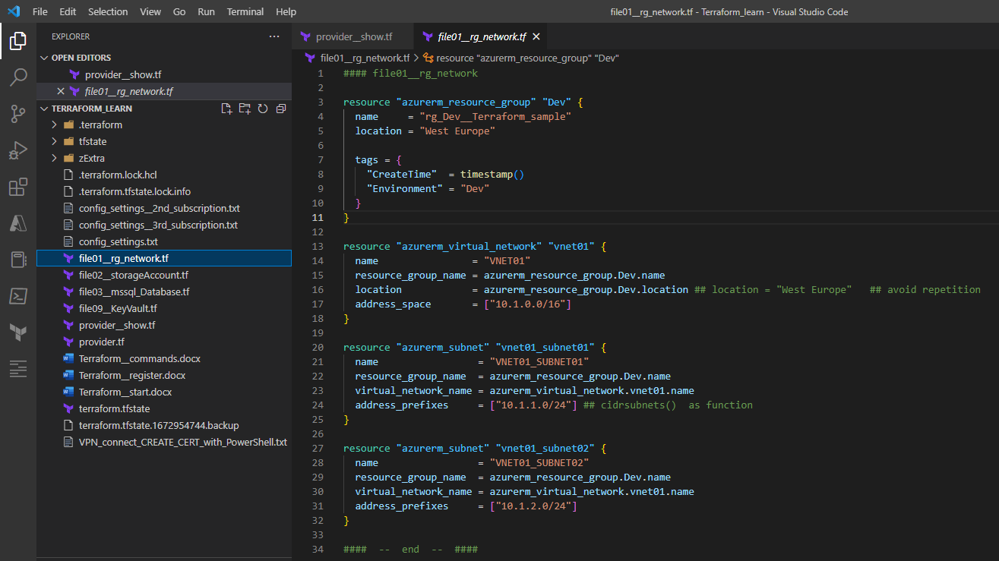 File Edit Selection View Go Run Terminal Help
file01__rg_network.tf - Terraform_learn - Visual Studio Code
EXPLORER
OPEN EDITORS
provider__show.tf
file01__rg_network.tf
TERRAFORM_LEARN
.terraform
tfstate
zExtra
.terraform.lock.hcl
.terraform.tfstate.lock.info
config_settings__2nd_subscription.txt
config_settings__3rd_subscription.txt
config_settings.txt
file01__rg_network.tf
file02__storageAccount.tf
file03__mssql_Database.tf
file09__KeyVault.tf
provider__show.tf
provider.tf
Terraform__commands.docx
Terraform__register.docx
Terraform__start.docx
terraform.tfstate
terraform.tfstate.1672954744.backup
VPN_connect_CREATE_CERT_with_PowerShell.txt
provider__show.tf
file01__rg_network.tf
file01__rg_network.tf > resource "azurerm_resource_group" "Dev"
1 #### file01__rg_network
2
3 resource "azurerm_resource_group" "Dev" {
4   name     = "rg_Dev__Terraform_sample"
5   location = "West Europe"
6
7   tags = {
8     "CreateTime"  = timestamp()
9     "Environment" = "Dev"
10   }
11 }
12
13 resource "azurerm_virtual_network" "vnet01" {
14   name                = "VNET01"
15   resource_group_name = azurerm_resource_group.Dev.name
16   location            = azurerm_resource_group.Dev.location ## location = "West Europe"   ## avoid repetition
17   address_space       = ["10.1.0.0/16"]
18 }
19
20 resource "azurerm_subnet" "vnet01_subnet01" {
21   name                 = "VNET01_SUBNET01"
22   resource_group_name  = azurerm_resource_group.Dev.name
23   virtual_network_name = azurerm_virtual_network.vnet01.name
24   address_prefixes     = ["10.1.1.0/24"] ## cidrsubnets()  as function
25 }
26
27 resource "azurerm_subnet" "vnet01_subnet02" {
28   name                 = "VNET01_SUBNET02"
29   resource_group_name  = azurerm_resource_group.Dev.name
30   virtual_network_name = azurerm_virtual_network.vnet01.name
31   address_prefixes     = ["10.1.2.0/24"]
32 }
33
34 ####  --  end  --  ####